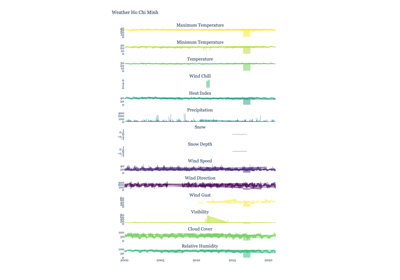 Weather Ho Chi Minh
Maximum Temperature
Minimum Temperature
Temperature
Wind Chill
Heat Index
Precipitation
Snow
Snow Depth
Wind Speed
Wind Direction
Wind Gust
Visibility
Cloud Cover
Relative Humidity
2000 2005 2010 2015 2020